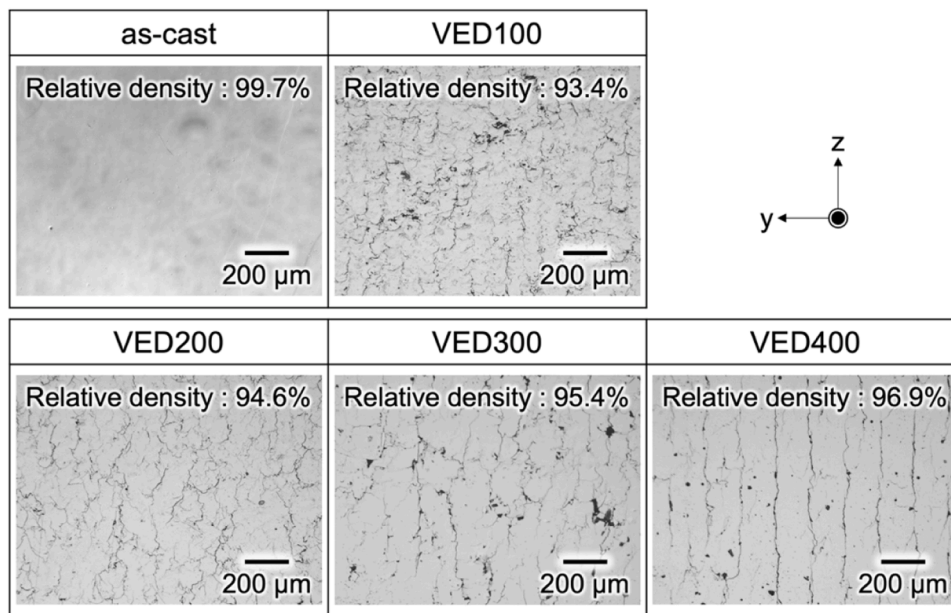 as-cast
VED100
Relative density : 99.7%
Relative density : 93.4%
200 µm
200 µm
z
y
VED200
VED300
VED400
Relative density : 94.6%
Relative density : 95.4%
Relative density : 96.9%
200 µm
200 µm
200 µm